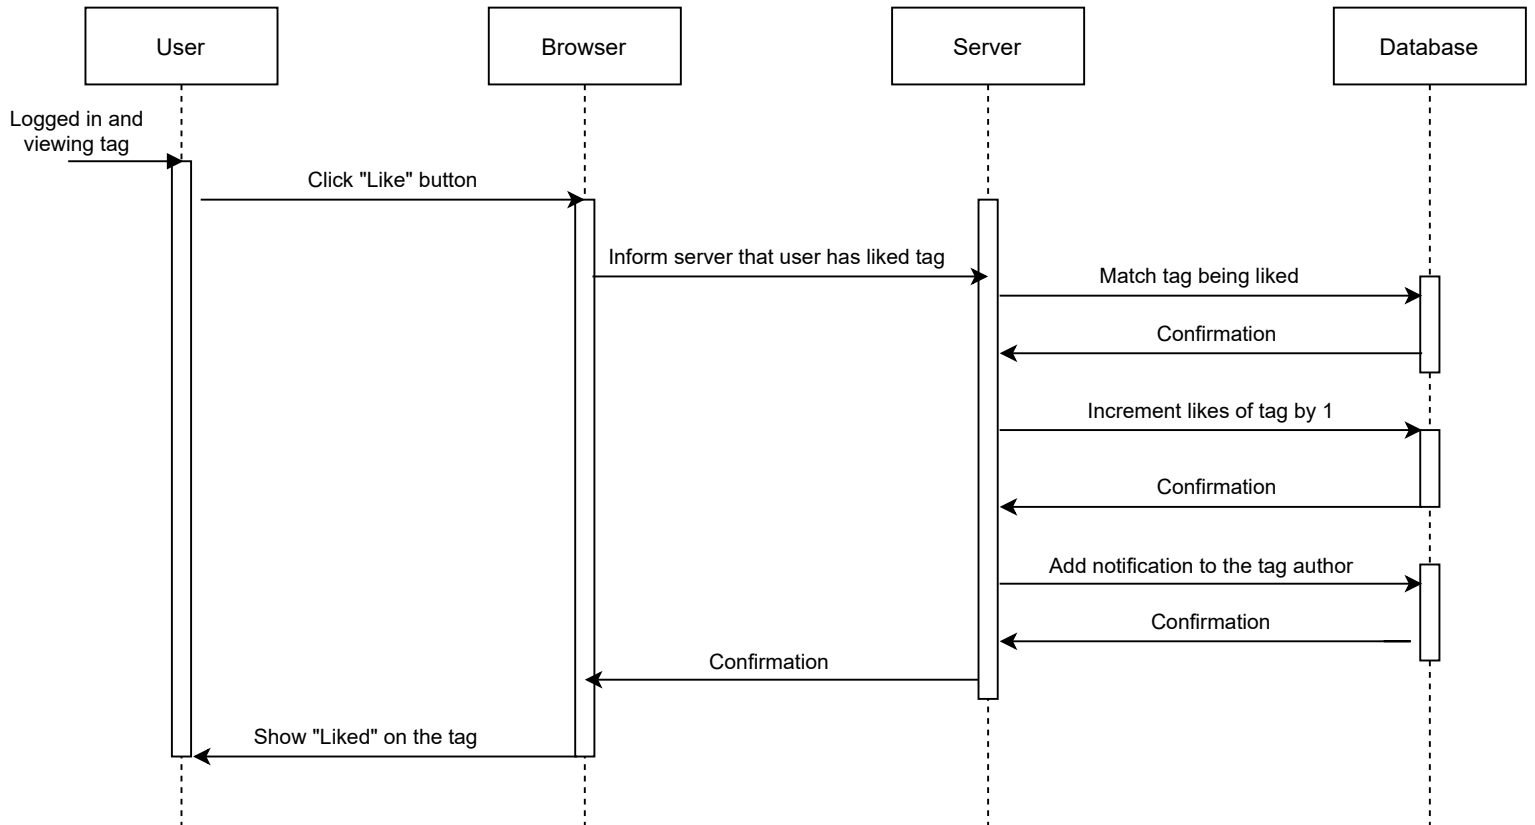 User
Browser
Server
Database
Logged in and
viewing tag
Click "Like" button
Inform server that user has liked tag
Match tag being liked
Confirmation
Increment likes of tag by 1
Confirmation
Add notification to the tag author
Confirmation
Confirmation
Show "Liked" on the tag